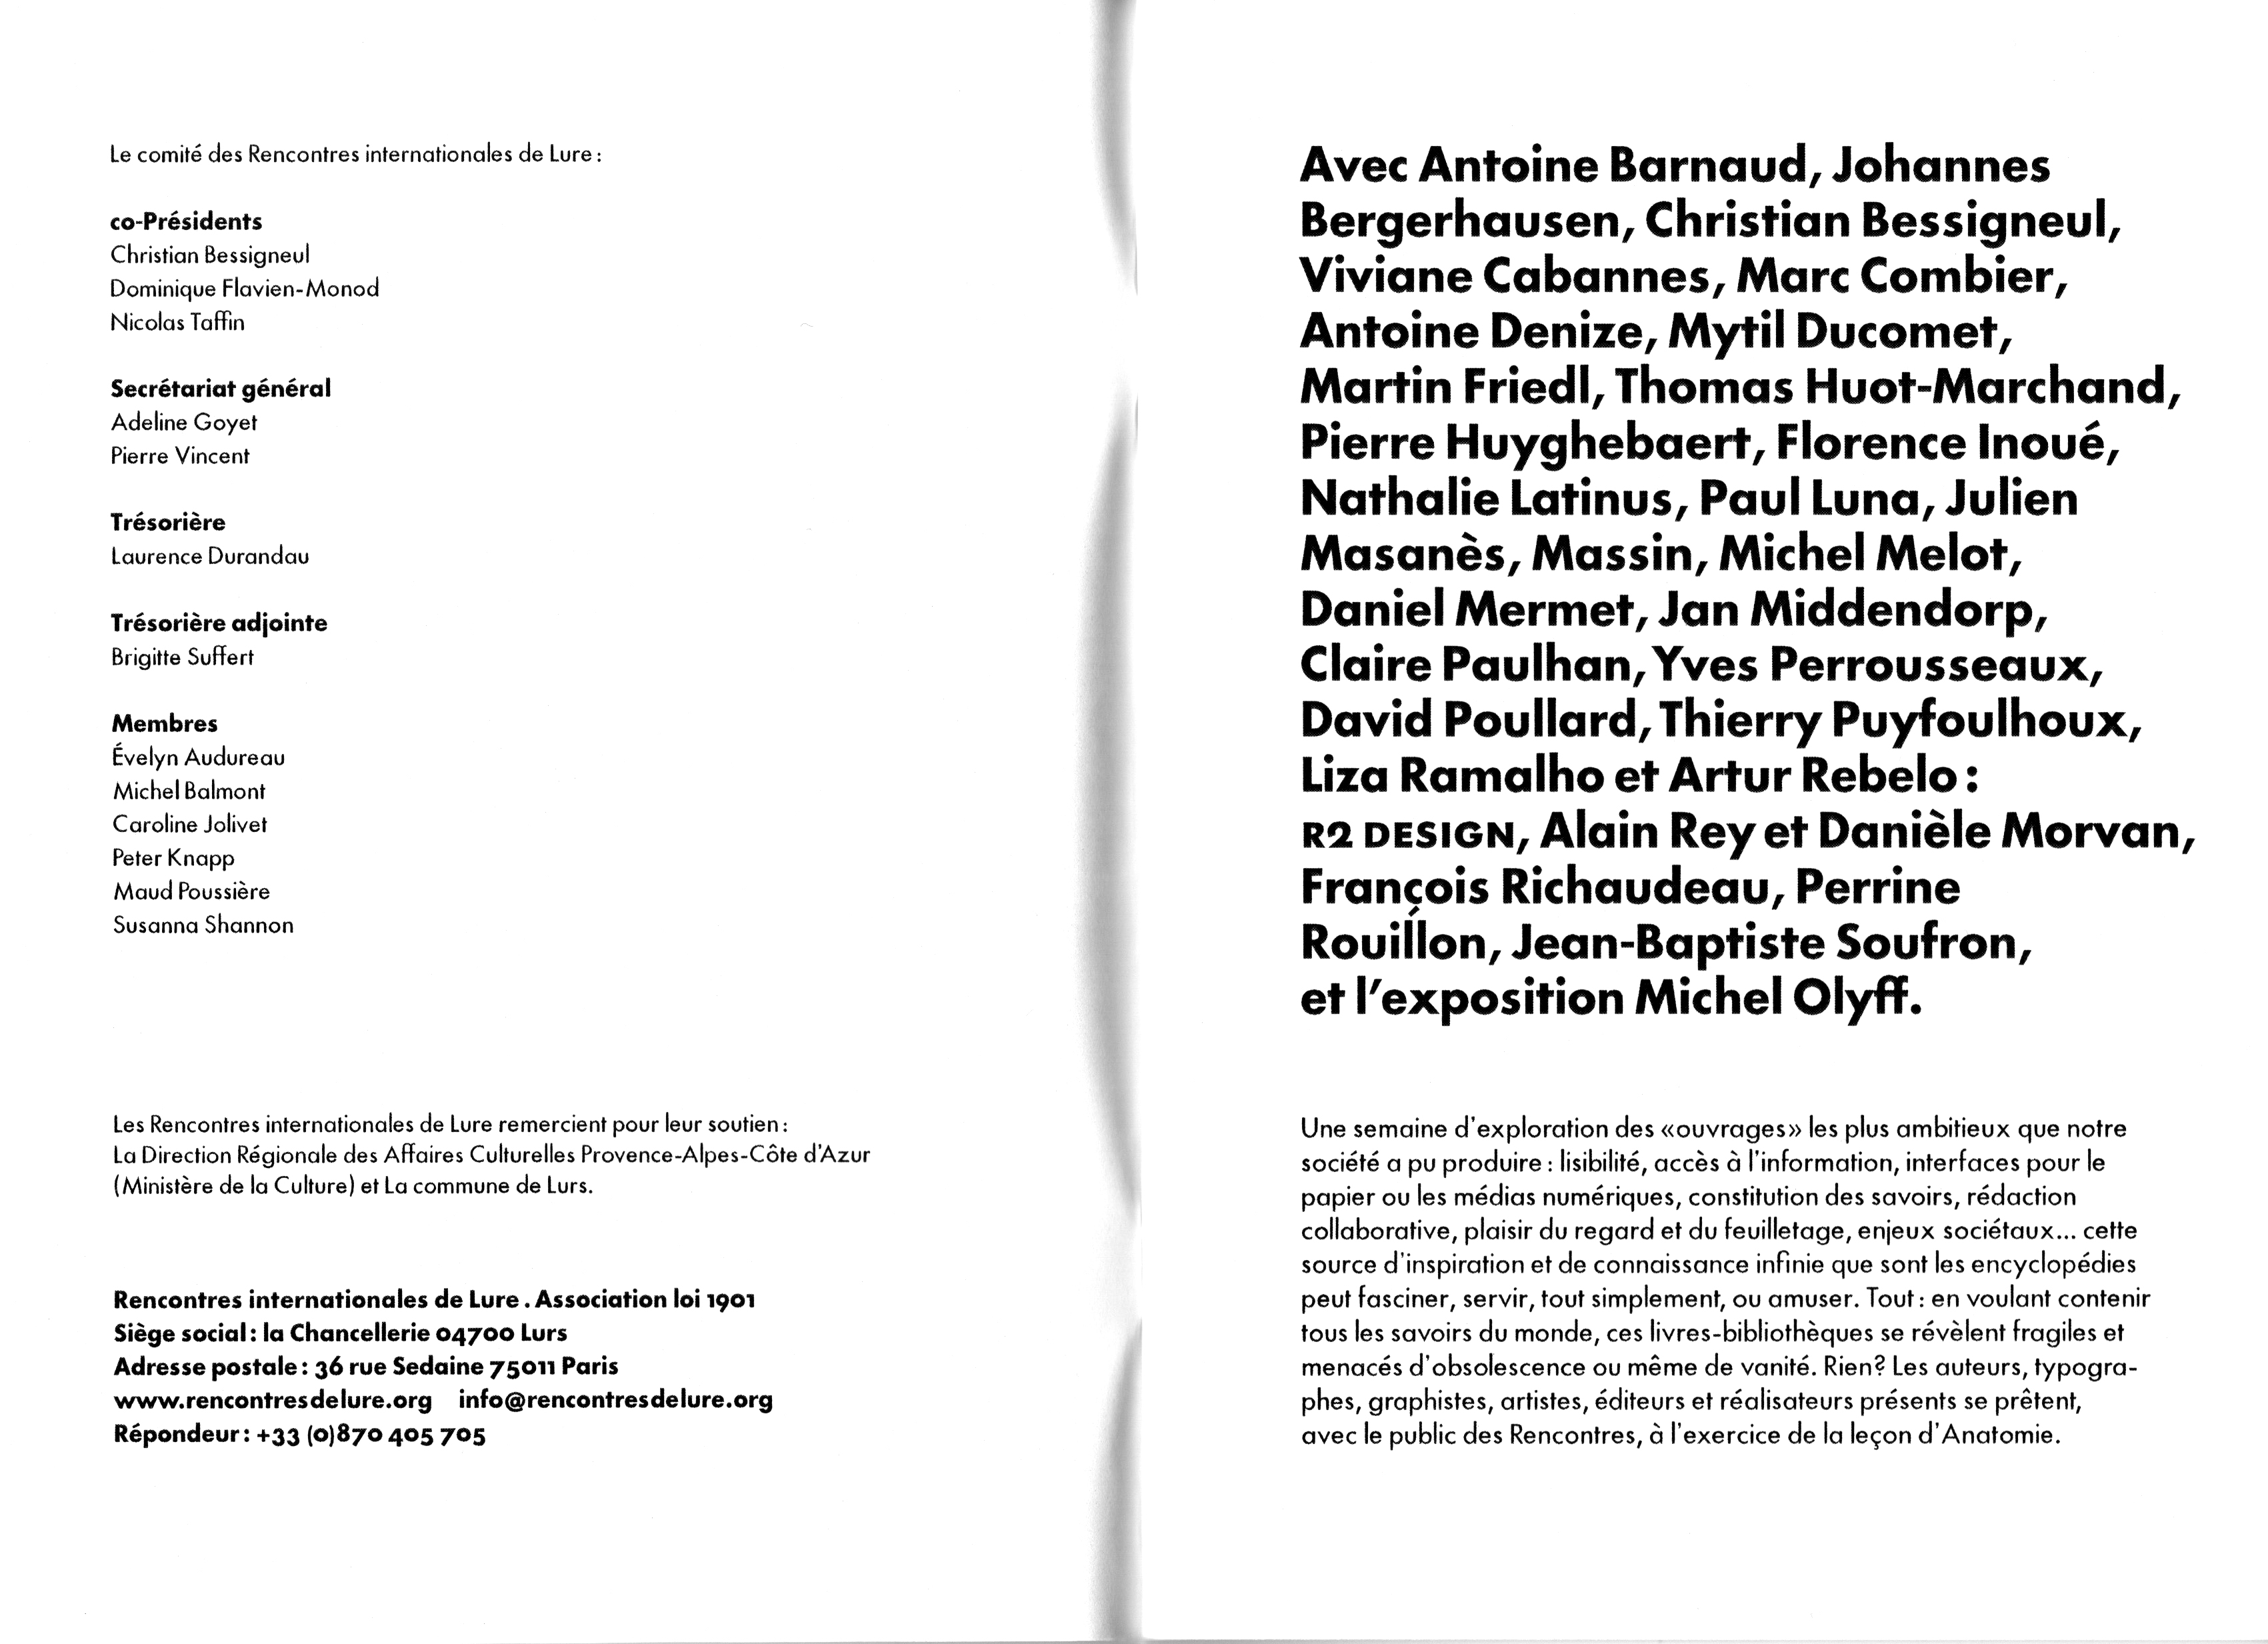 Le comité des Rencontres internationales de Lure :
co-Présidents
Christian Bessigneul
Dominique Flavien-Monod
Nicolas Taffin
Secrétariat général
Adeline Goyet
Pierre Vincent
Trésorière
Laurence Durandau
Trésorière adjointe
Brigitte Suffert
Membres
Évelyn Audureau
Michel Balmont
Caroline Jolivet
Peter Knapp
Maud Poussière
Susanna Shannon
Les Rencontres internationales de Lure remercient pour leur soutien :
La Direction Régionale des Affaires Culturelles Provence-Alpes-Côte d'Azur
(Ministère de la Culture) et La commune de Lurs.
Rencontres internationales de Lure . Association loi 1901
Siège social : la Chancellerie 04700 Lurs
Adresse postale : 36 rue Sedaine 75011 Paris
www.rencontresdelure.org info@rencontresdelure.org
Répondeur : +33 (0)870 405 705
Avec Antoine Barnaud, Johannes
Bergerhausen, Christian Bessigneul,
Viviane Cabannes, Marc Combier,
Antoine Denize, Mytil Ducomet,
Martin Friedl, Thomas Huot-Marchand,
Pierre Huyghebaert, Florence Inoué,
Nathalie Latinus, Paul Luna, Julien
Masanès, Massin, Michel Melot,
Daniel Mermet, Jan Middendorp,
Claire Paulhan, Yves Perrousseaux,
David Poullard, Thierry Puyfoulhoux,
Liza Ramalho et Artur Rebelo :
R2 DESIGN, Alain Rey et Danièle Morvan,
François Richaudeau, Perrine
Rouillon, Jean-Baptiste Soufron,
et l'exposition Michel Olyff.
Une semaine d'exploration des «ouvrages» les plus ambitieux que notre
société a pu produire : lisibilité, accès à l'information, interfaces pour le
papier ou les médias numériques, constitution des savoirs, rédaction
collaborative, plaisir du regard et du feuilletage, enjeux sociétaux... cette
source d'inspiration et de connaissance infinie que sont les encyclopédies
peut fasciner, servir, tout simplement, ou amuser. Tout : en voulant contenir
tous les savoirs du monde, ces livres-bibliothèques se révèlent fragiles et
menacés d'obsolescence ou même de vanité. Rien? Les auteurs, typogra-
phes, graphistes, artistes, éditeurs et réalisateurs présents se prêtent,
avec le public des Rencontres, à l'exercice de la leçon d'Anatomie.